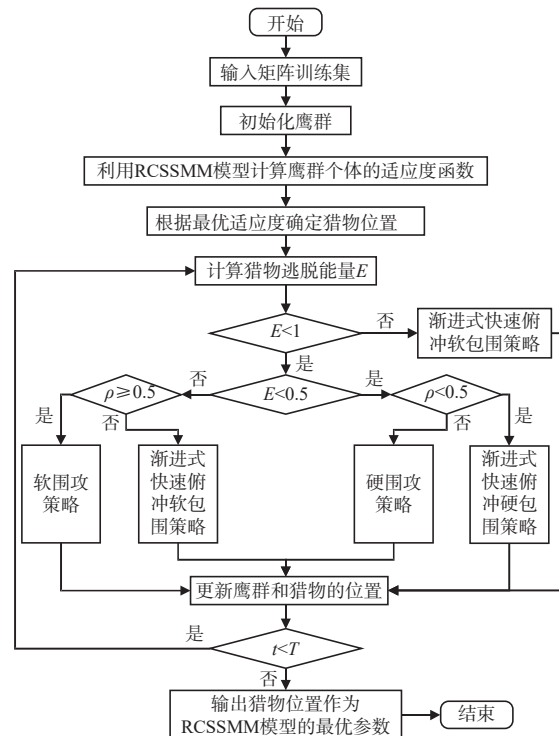 开始
输入矩阵训练集
初始化鹰群
利用RCSSMM模型计算鹰群个体的适应度函数
根据最优适应度确定猎物位置
计算猎物逃脱能量E
E<1
否
渐进式快速俯
冲软包围策略
是
ρ≥0.5
否
E<0.5
是
ρ<0.5
是
否
否
是
软围攻
策略
渐进式
快速俯
冲软包
围策略
硬围攻
策略
渐进式
快速俯
冲硬包
围策略
更新鹰群和猎物的位置
是
t<T
否
输出猎物位置作为
RCSSMM模型的最优参数
结束